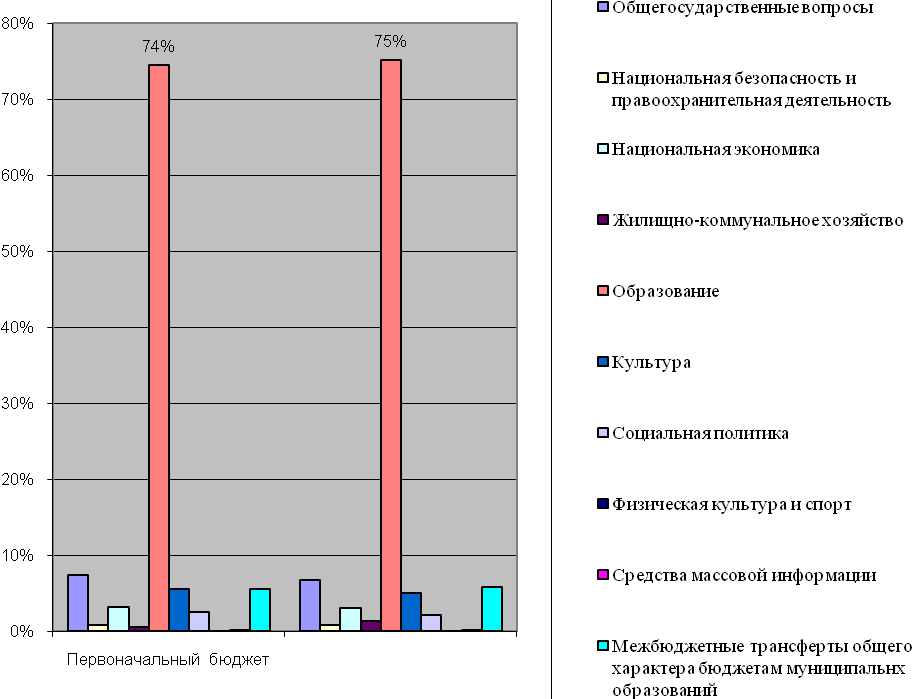 80%
70%
60%
50%
40%
30%
20%
10%
0%
74%
75%
Первоначальный бюджет
Общегосударственные вопросы
Национальная безопасность и
правоохранительная деятельность
Национальная экономика
Жилищно-коммунальное хозяйство
Образование
Культура
Социальная политика
Физическая культура и спорт
Средства массовой информации
Межбюджетные трансферты общего
характера бюджетам муниципальнх
образований